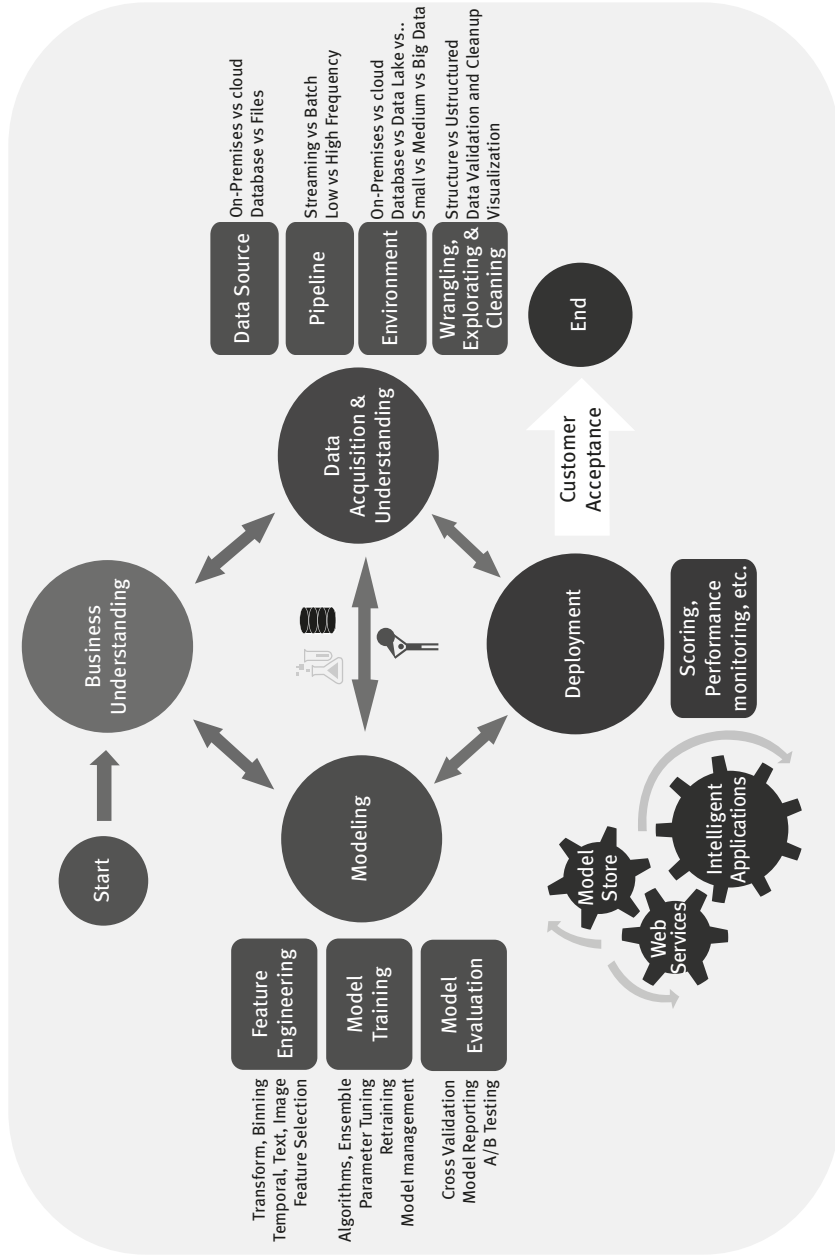 Start
Business
Understanding
Transform, Binning
Temporal, Text, Image
Feature Selection
Feature
Engineering
Algorithms, Ensemble
Parameter Tuning
Retraining
Model management
Model
Training
Cross Validation
Model Reporting
A/B Testing
Model
Evaluation
Modeling
Data
Acquisition &
Understanding
Data Source
On-Premises vs cloud
Database vs Files
Pipeline
Streaming vs Batch
Low vs High Frequency
Environment
On-Premises vs cloud
Database vs Data Lake vs..
Small vs Medium vs Big Data
Wrangling,
Explorating &
Cleaning
Structure vs Ustructured
Data Validation and Cleanup
Visualization
Deployment
Customer
Acceptance
End
Model
Store
Web
Services
Intelligent
Applications
Scoring,
Performance
monitoring, etc.